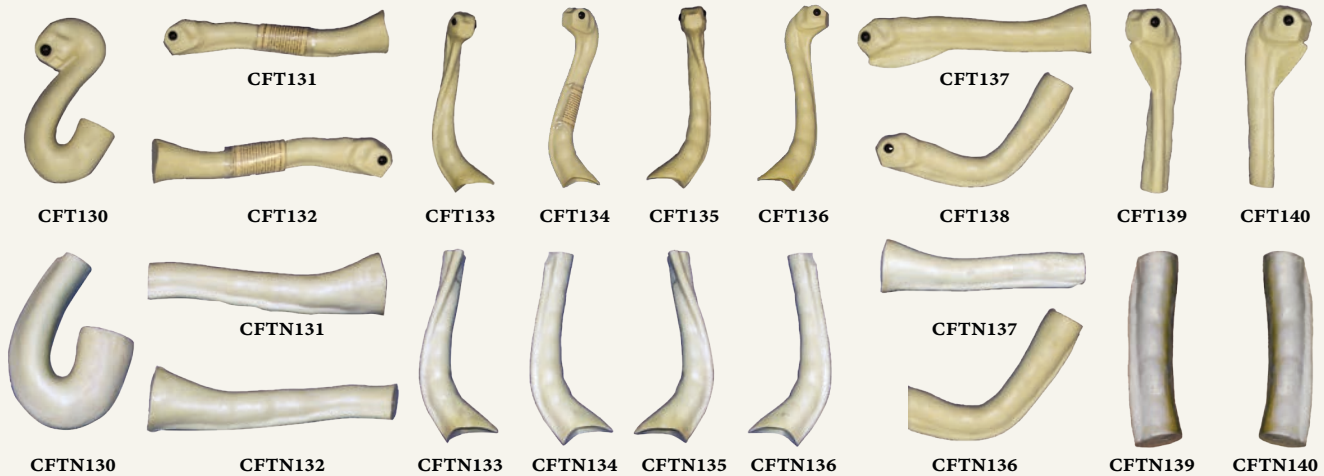 CFT131
CFT137
CFT130
CFT132
CFT133
CFT134
CFT135
CFT136
CFT138
CFT139
CFT140
CFTN131
CFTN137
CFTN130
CFTN132
CFTN133
CFTN134
CFTN135
CFTN136
CFTN136
CFTN139
CFTN140